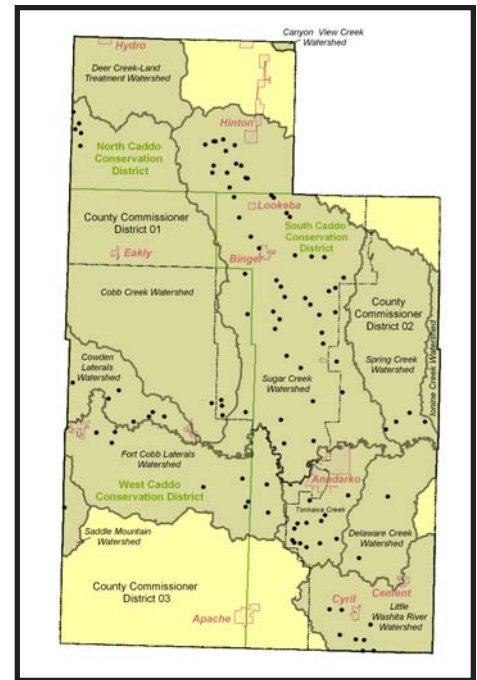 Canyon View Creek
Watershed
Hydro
Deer Creek-Land
Treatment Watershed
Hinton
North Caddo
Conservation
District
Lookeba
County Commissioner
District 01
South Caddo
Conservation
District
Eakly
Binger
Cobb Creek Watershed
County
Commissioner
District 02
Ionine Creek Watershed
Cowden
Laterals
Watershed
Spring Creek
Watershed
Sugar Creek
Watershed
Fort Cobb Laterals
Watershed
Anadarko
West Caddo
Conservation District
Tonkawa Creek
Saddle Mountain
Watershed
Delaware Creek
Watershed
County Commissioner
District 03
Cement
Cyril
Little
Washita River
Watershed
Apache